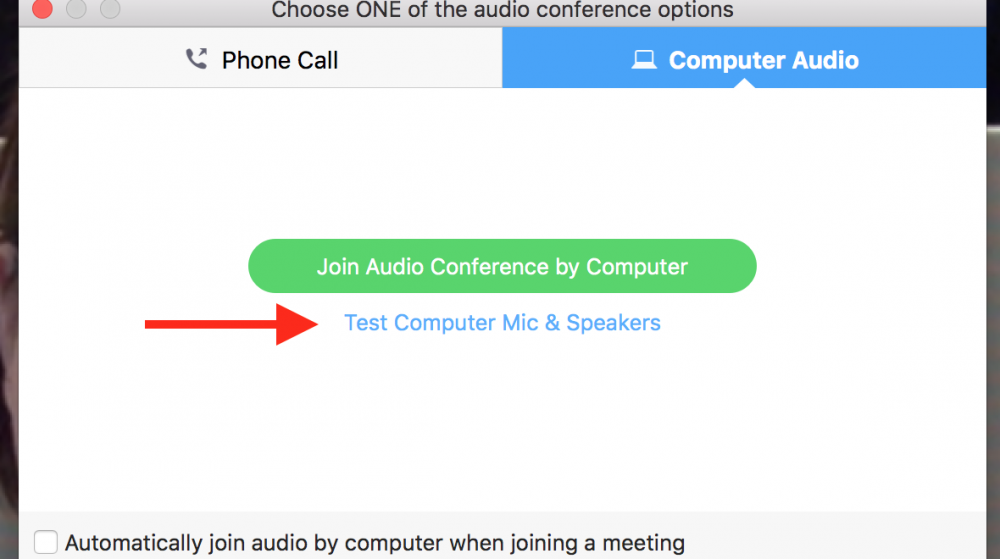 Choose ONE of the audio conference options
Phone Call
Computer Audio
Join Audio Conference by Computer
Test Computer Mic & Speakers
Automatically join audio by computer when joining a meeting